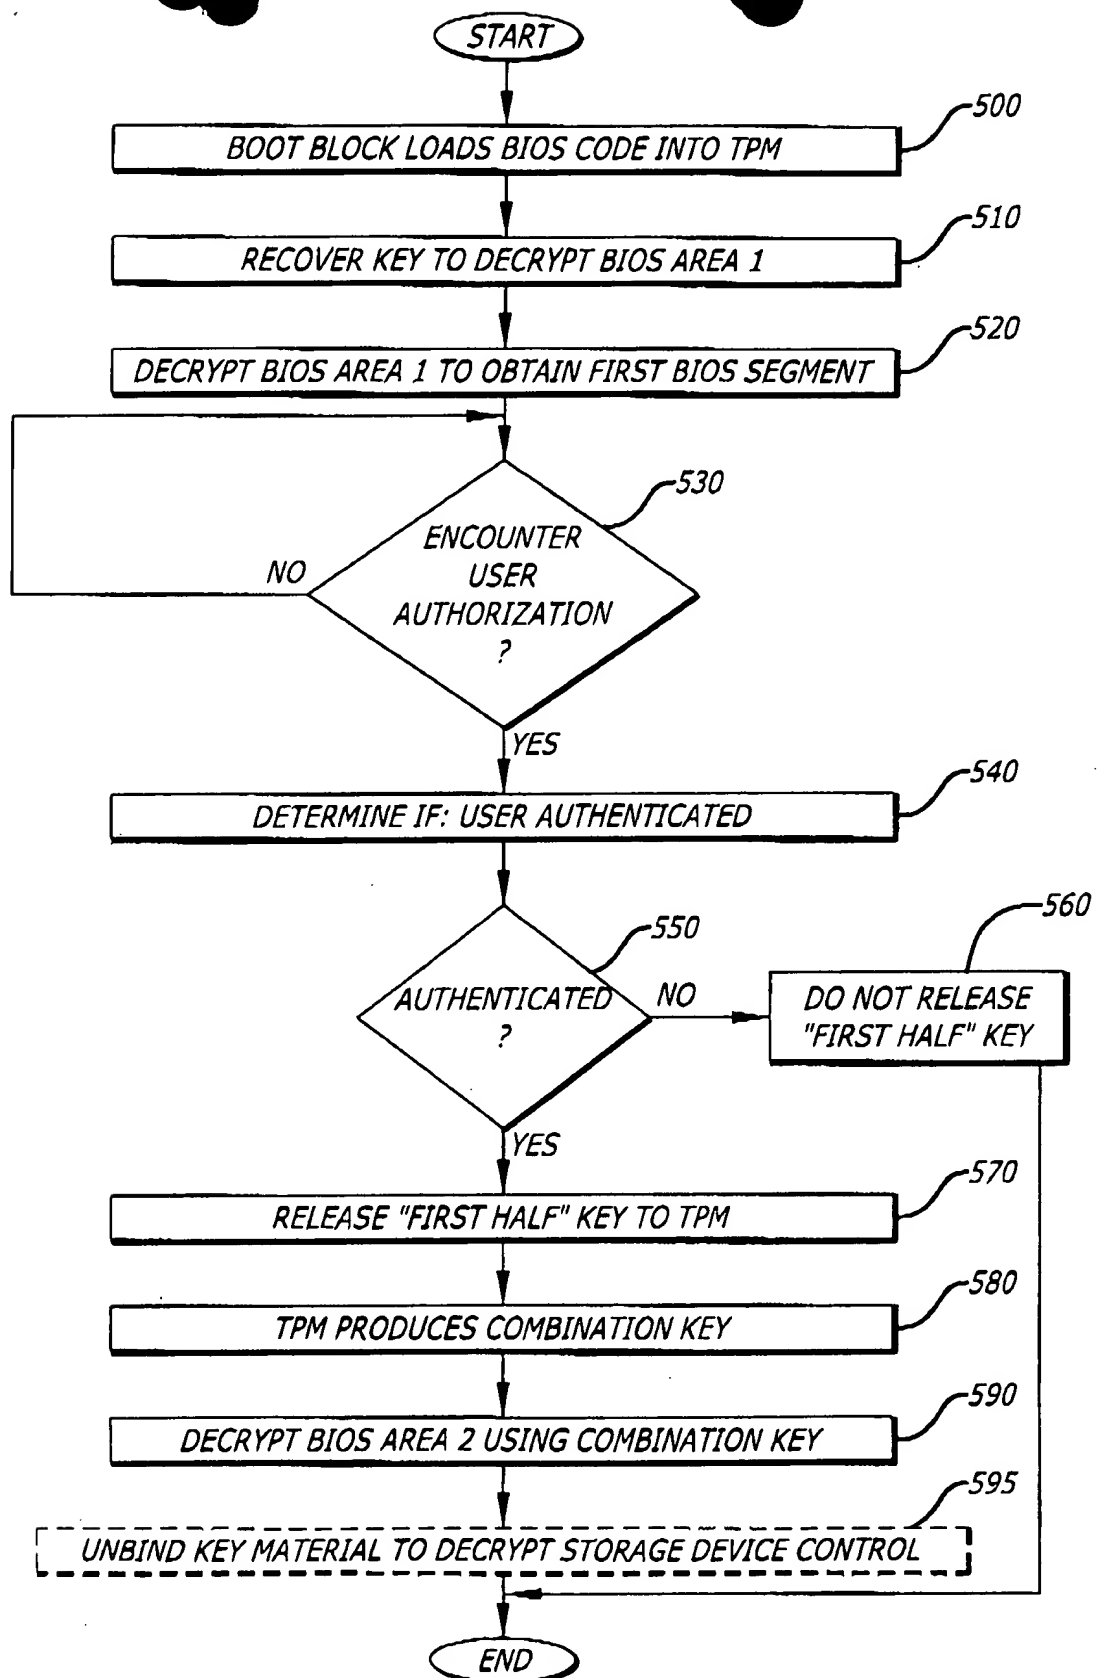 START
500
BOOT BLOCK LOADS BIOS CODE INTO TPM
510
RECOVER KEY TO DECRYPT BIOS AREA 1
520
DECRYPT BIOS AREA 1 TO OBTAIN FIRST BIOS SEGMENT
530
ENCOUNTER
USER
AUTHORIZATION
?
NO
YES
540
DETERMINE IF: USER AUTHENTICATED
550
AUTHENTICATED
?
NO
560
DO NOT RELEASE
"FIRST HALF" KEY
YES
570
RELEASE "FIRST HALF" KEY TO TPM
580
TPM PRODUCES COMBINATION KEY
590
DECRYPT BIOS AREA 2 USING COMBINATION KEY
595
UNBIND KEY MATERIAL TO DECRYPT STORAGE DEVICE CONTROL
END